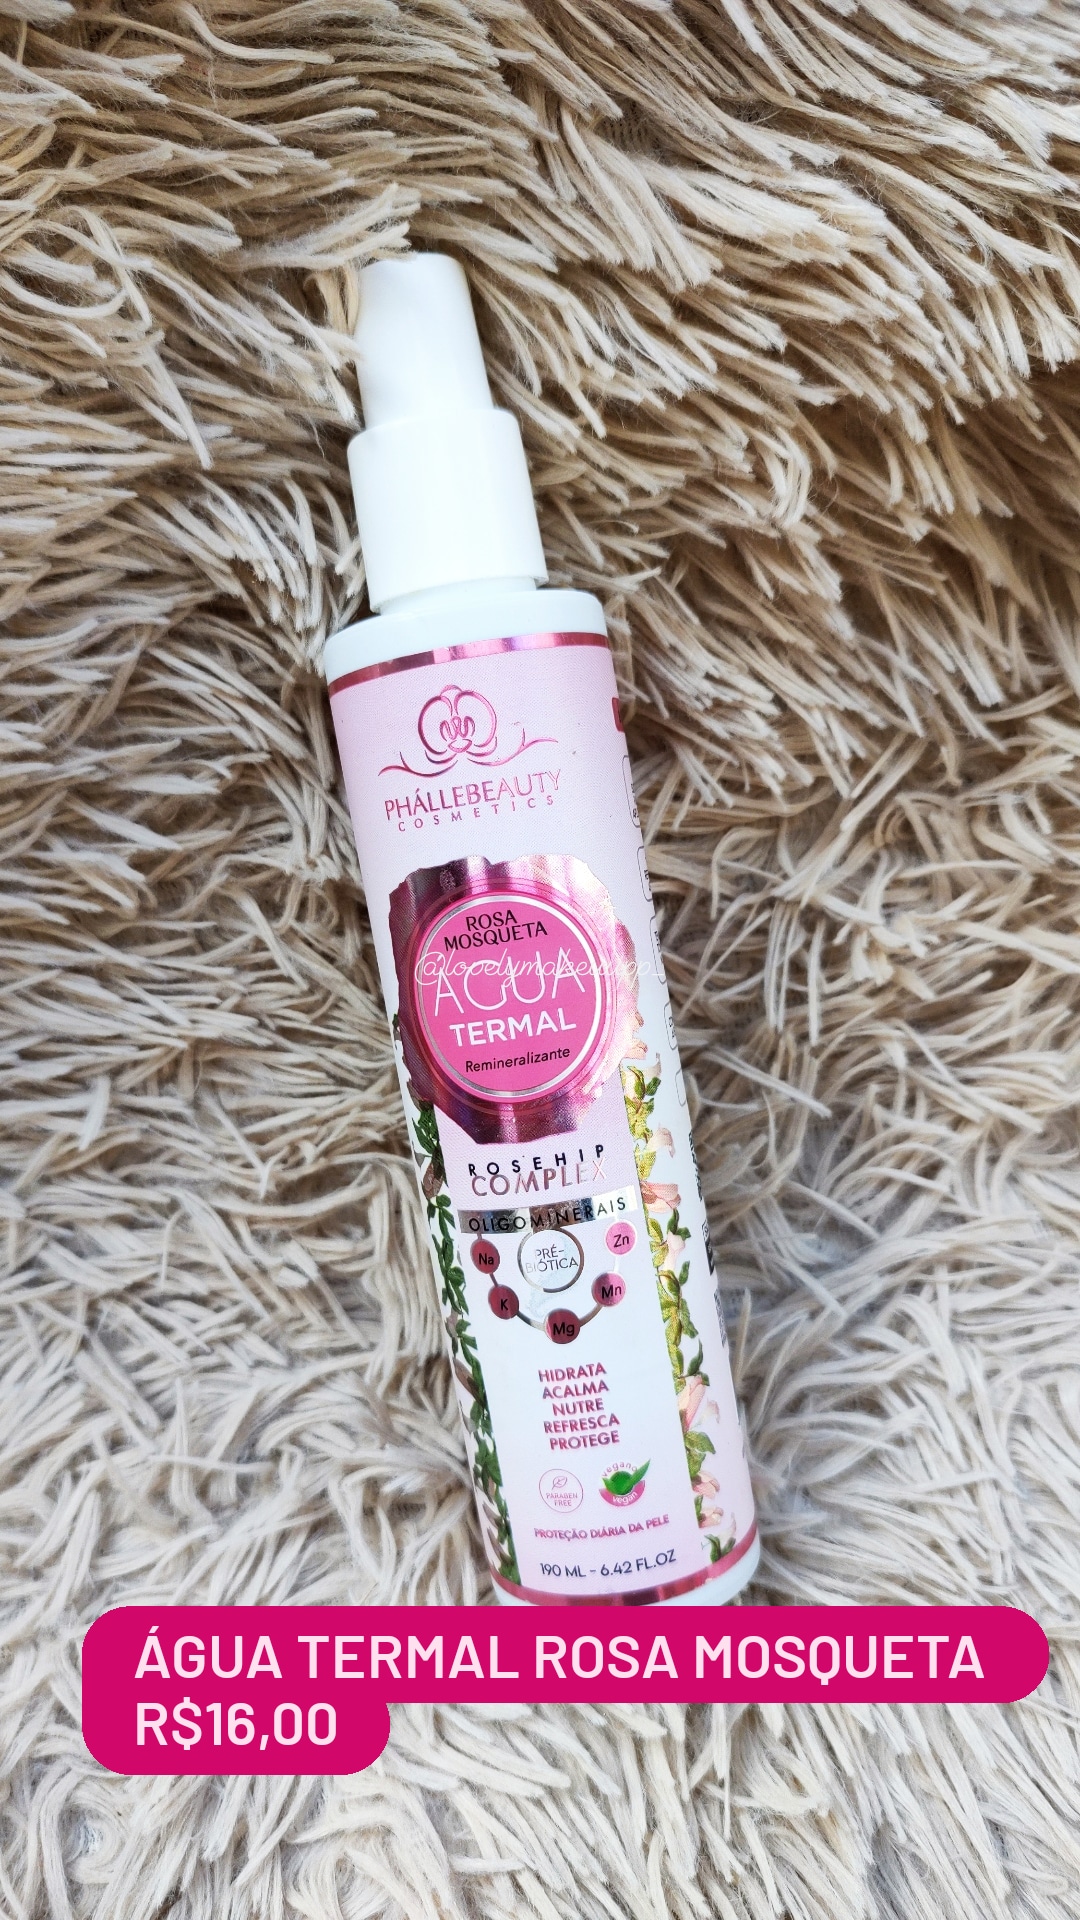 PHÁLLEBEAUTY
COSMETICS
ROSA
MOSQUETA
ÁGUA
TERMAL
Remineralizante
ROSEHIP
COMPLEX
OLIGOMINERAIS
Na
PRÉ-
BIÓTICA
Zn
K
Mn
Mg
HIDRATA
ACALMA
NUTRE
REFRESCA
PROTEGE
PARABEN
FREE
vegano
vegan
PROTEÇÃO DIÁRIA DA PELE
190 ML - 6.42 FL.OZ
ÁGUA TERMAL ROSA MOSQUETA
R$16,00